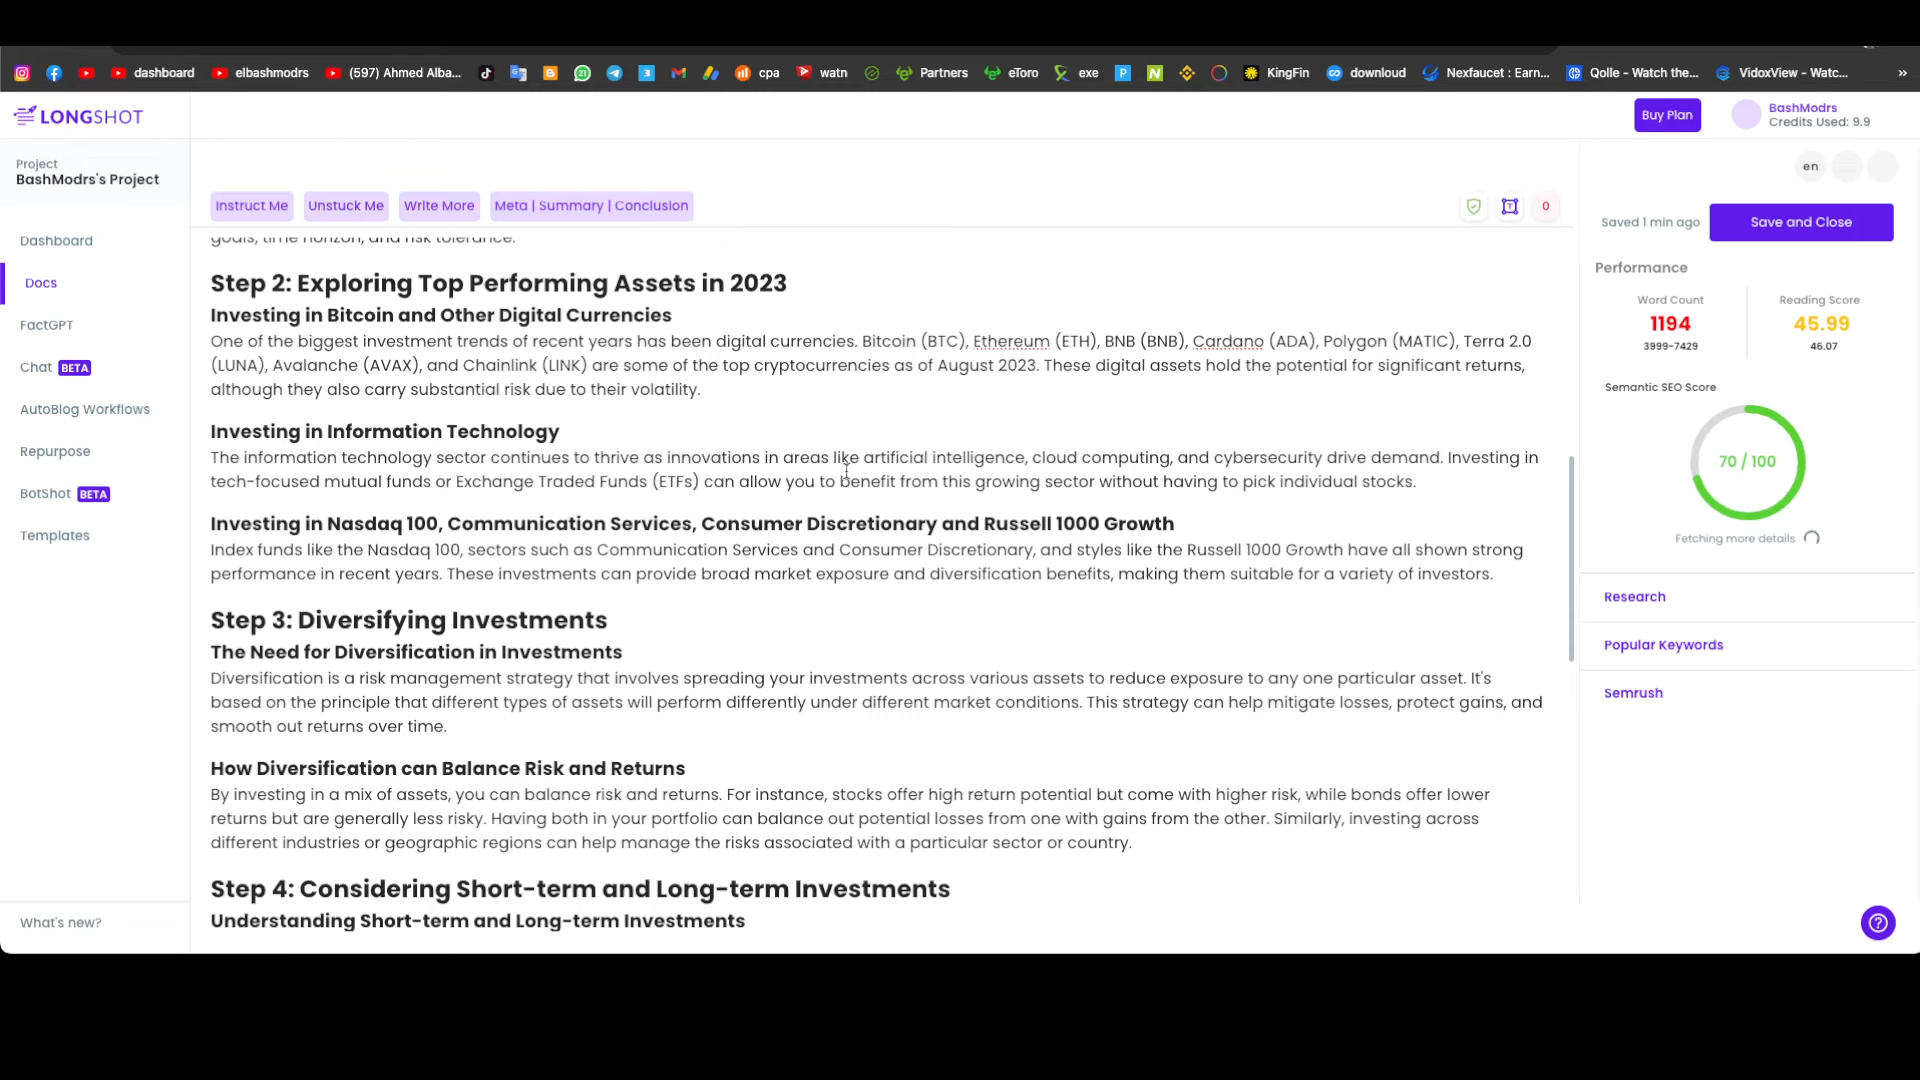 dashboard
elbashmodrs
(597) Ahmed Alba...
cpa
watn
Partners
eToro
exe
KingFin
downloud
Nexfaucet : Earn...
Qolle - Watch the...
VidoxView - Watc...
»
LONGSHOT
Buy Plan
BashModrs
Credits Used: 9.9
Project
BashModrs's Project
Dashboard
Docs
FactGPT
Chat BETA
AutoBlog Workflows
Repurpose
BotShot BETA
Templates
What's new?
Instruct Me
Unstuck Me
Write More
Meta | Summary | Conclusion
0
goals, time horizon, and risk tolerance.
Step 2: Exploring Top Performing Assets in 2023
Investing in Bitcoin and Other Digital Currencies
One of the biggest investment trends of recent years has been digital currencies. Bitcoin (BTC), Ethereum (ETH), BNB (BNB), Cardano (ADA), Polygon (MATIC), Terra 2.0
(LUNA), Avalanche (AVAX), and Chainlink (LINK) are some of the top cryptocurrencies as of August 2023. These digital assets hold the potential for significant returns,
although they also carry substantial risk due to their volatility.
Investing in Information Technology
The information technology sector continues to thrive as innovations in areas like artificial intelligence, cloud computing, and cybersecurity drive demand. Investing in
tech-focused mutual funds or Exchange Traded Funds (ETFs) can allow you to benefit from this growing sector without having to pick individual stocks.
Investing in Nasdaq 100, Communication Services, Consumer Discretionary and Russell 1000 Growth
Index funds like the Nasdaq 100, sectors such as Communication Services and Consumer Discretionary, and styles like the Russell 1000 Growth have all shown strong
performance in recent years. These investments can provide broad market exposure and diversification benefits, making them suitable for a variety of investors.
Step 3: Diversifying Investments
The Need for Diversification in Investments
Diversification is a risk management strategy that involves spreading your investments across various assets to reduce exposure to any one particular asset. It's
based on the principle that different types of assets will perform differently under different market conditions. This strategy can help mitigate losses, protect gains, and
smooth out returns over time.
How Diversification can Balance Risk and Returns
By investing in a mix of assets, you can balance risk and returns. For instance, stocks offer high return potential but come with higher risk, while bonds offer lower
returns but are generally less risky. Having both in your portfolio can balance out potential losses from one with gains from the other. Similarly, investing across
different industries or geographic regions can help manage the risks associated with a particular sector or country.
Step 4: Considering Short-term and Long-term Investments
Understanding Short-term and Long-term Investments
en
Saved 1 min ago
Save and Close
Performance
Word Count
1194
3999-7429
Reading Score
45.99
46.07
Semantic SEO Score
70 / 100
Fetching more details
Research
Popular Keywords
Semrush